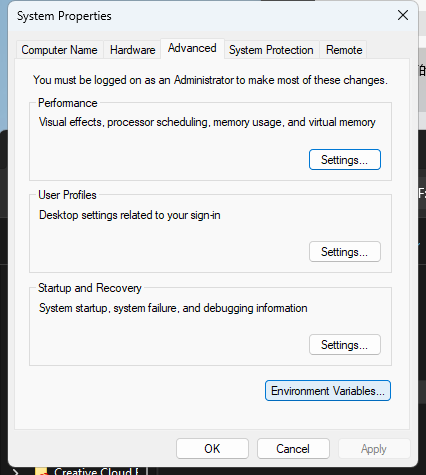 System Properties
Computer Name Hardware Advanced System Protection Remote
You must be logged on as an Administrator to make most of these changes.
Performance
Visual effects, processor scheduling, memory usage, and virtual memory
Settings...
User Profiles
Desktop settings related to your sign-in
Settings...
Startup and Recovery
System startup, system failure, and debugging information
Settings...
Environment Variables...
OK Cancel Apply
Creative Cloud F